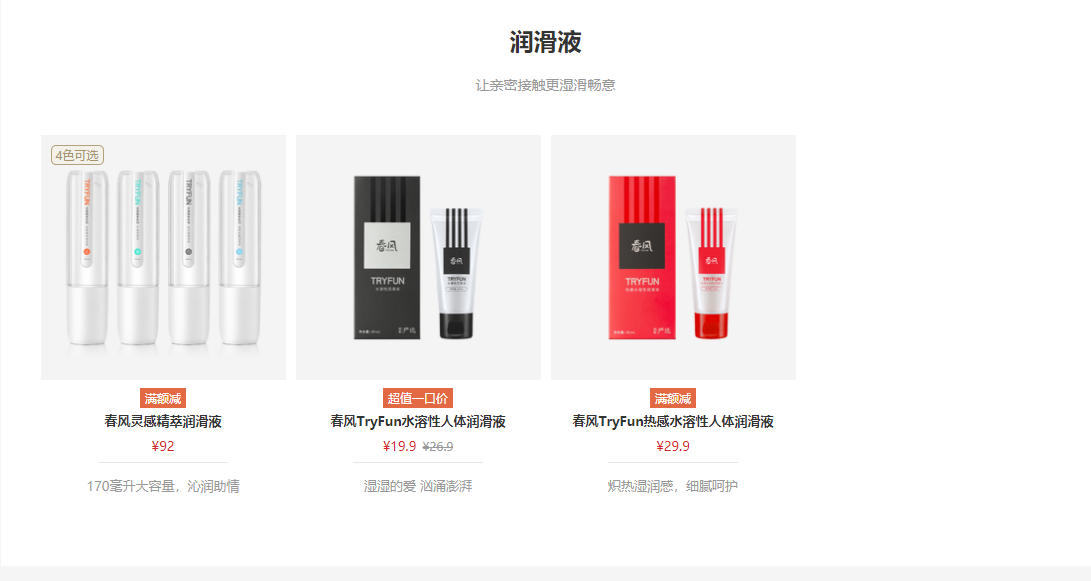 润滑液
让亲密接触更湿滑畅意
4色可选
TRYFUN
TRYFUN
TRYFUN
TRYFUN
春风
TRYFUN
春风
TRYFUN
春风
TRYFUN
春风
TRYFUN
满额减
春风灵感精萃润滑液
¥92
170毫升大容量，沁润助情
超值一口价
春风TryFun水溶性人体润滑液
¥19.9 ¥26.9
湿湿的爱 汹涌澎湃
满额减
春风TryFun热感水溶性人体润滑液
¥29.9
炽热湿润感，细腻呵护